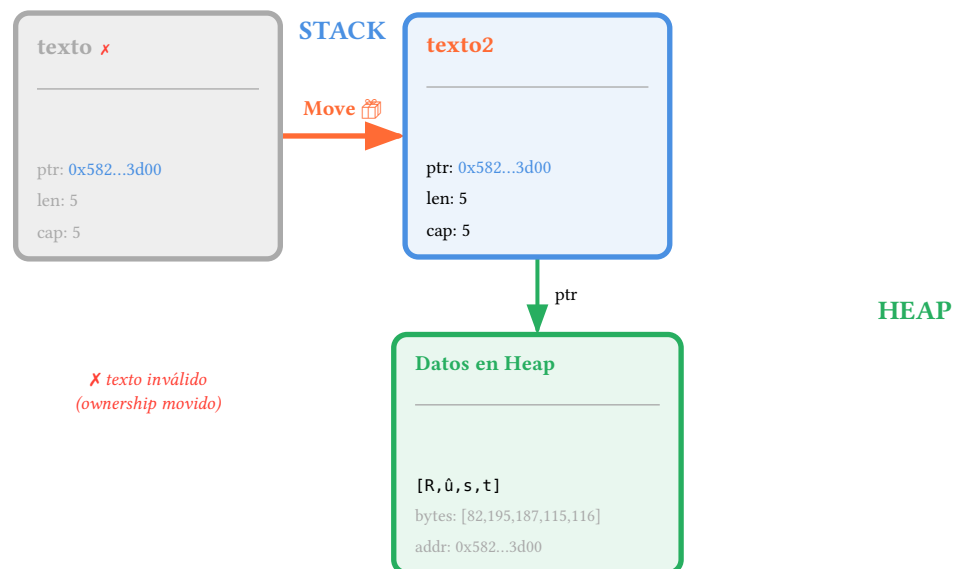 texto ✗
STACK
texto2
Move 🎁
ptr: 0x582...3d00
len: 5
cap: 5
ptr: 0x582...3d00
len: 5
cap: 5
ptr
HEAP
Datos en Heap
✗ texto inválido
(ownership movido)
[R,û,s,t]
bytes: [82,195,187,115,116]
addr: 0x582...3d00